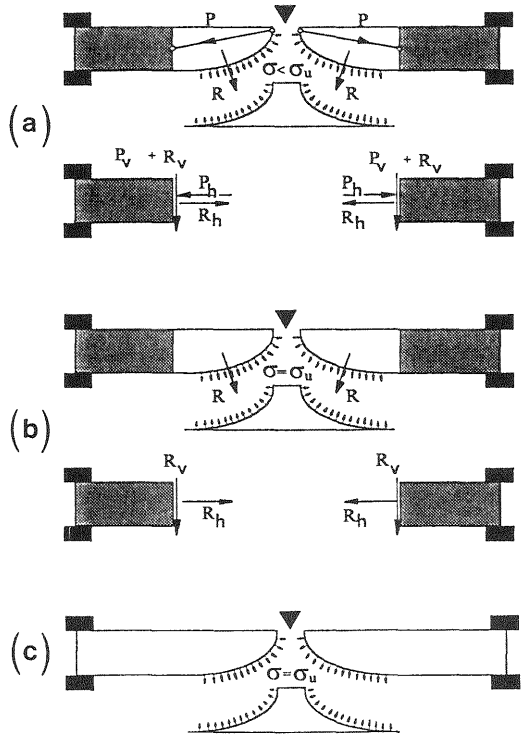 P P
σ<σu
R R
(a)
Pv + Rv Pv + Rv
Ph Ph
Rh Rh
(b)
σ=σu
R R
Rv Rv
Rh Rh
(c)
σ=σu